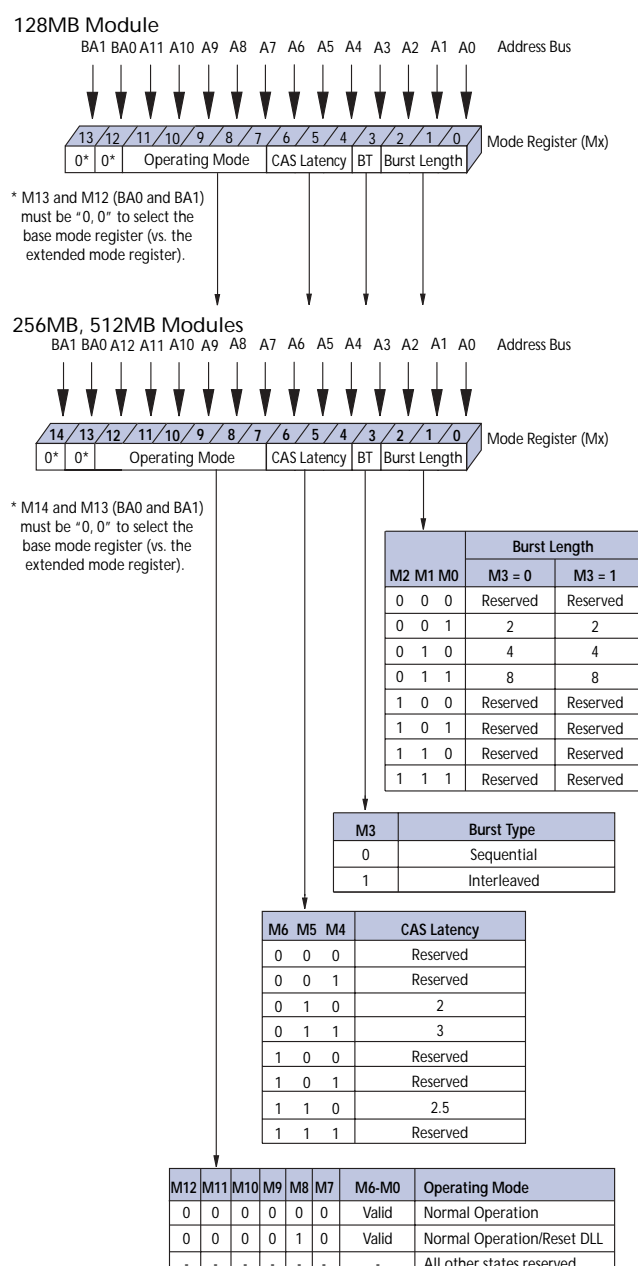 128MB Module
BA1 BA0 A11 A10 A9 A8 A7 A6 A5 A4 A3 A2 A1 A0 Address Bus
13 12 11 10 9 8 7 6 5 4 3 2 1 0 Mode Register (Mx)
0* 0* Operating Mode CAS Latency BT Burst Length
* M13 and M12 (BA0 and BA1)
must be "0, 0" to select the
base mode register (vs. the
extended mode register).
256MB, 512MB Modules
BA1 BA0 A12 A11 A10 A9 A8 A7 A6 A5 A4 A3 A2 A1 A0 Address Bus
14 13 12 11 10 9 8 7 6 5 4 3 2 1 0 Mode Register (Mx)
0* 0* Operating Mode CAS Latency BT Burst Length
* M14 and M13 (BA0 and BA1)
must be "0, 0" to select the
base mode register (vs. the
extended mode register).
Burst Length
M2 M1 M0 M3 = 0 M3 = 1
0 0 0 Reserved Reserved
0 0 1 2 2
0 1 0 4 4
0 1 1 8 8
1 0 0 Reserved Reserved
1 0 1 Reserved Reserved
1 1 0 Reserved Reserved
1 1 1 Reserved Reserved
M3 Burst Type
0 Sequential
1 Interleaved
M6 M5 M4 CAS Latency
0 0 0 Reserved
0 0 1 Reserved
0 1 0 2
0 1 1 3
1 0 0 Reserved
1 0 1 Reserved
1 1 0 2.5
1 1 1 Reserved
M12 M11 M10 M9 M8 M7 M6-M0 Operating Mode
0 0 0 0 0 0 Valid Normal Operation
0 0 0 0 1 0 Valid Normal Operation/Reset DLL
- - - - - - - All other states reserved